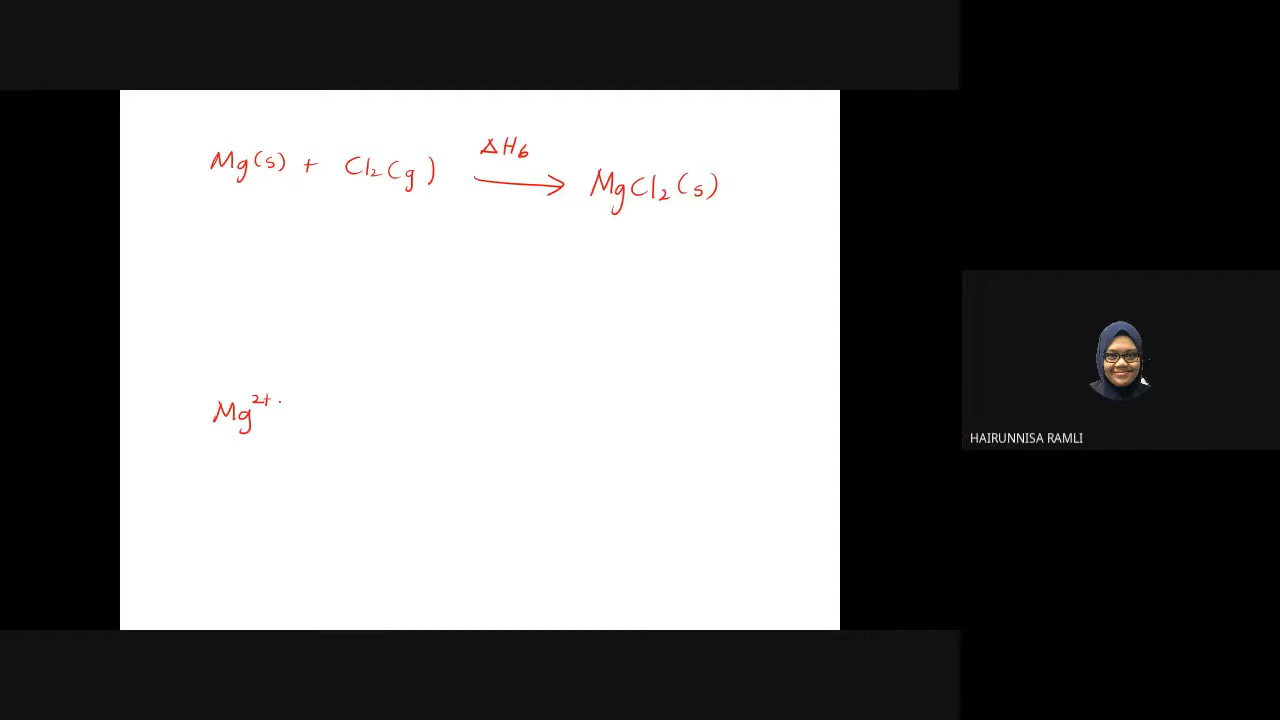 ΔH6
Mg(s) + Cl2(g) → MgCl2(s)
Mg2+
HAIRUNNISA RAMLI